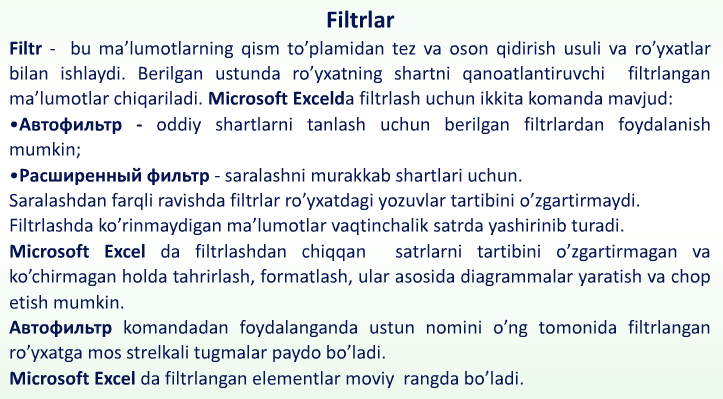 Filtrlar
Filtr - bu ma’lumotlarning qism to’plamidan tez va oson qidirish usuli va ro’yxatlar
bilan ishlaydi. Berilgan ustunda ro’yxatning shartni qanoatlantiruvchi filtrlangan
ma’lumotlar chiqariladi. Microsoft Excelda filtrlash uchun ikkita komanda mavjud:
•Автофильтр - oddiy shartlarni tanlash uchun berilgan filtrlardan foydalanish
mumkin;
•Расширенный фильтр - saralashni murakkab shartlari uchun.
Saralashdan farqli ravishda filtrlar ro’yxatdagi yozuvlar tartibini o’zgartirmaydi.
Filtrlashda ko’rinmaydigan ma’lumotlar vaqtinchalik satrda yashirinib turadi.
Microsoft Excel da filtrlashdan chiqqan satrlarni tartibini o’zgartirmagan va
ko’chirmagan holda tahrirlash, formatlash, ular asosida diagrammalar yaratish va chop
etish mumkin.
Автофильтр komandadan foydalanganda ustun nomini o’ng tomonida filtrlangan
ro’yxatga mos strelkali tugmalar paydo bo’ladi.
Microsoft Excel da filtrlangan elementlar moviy rangda bo’ladi.